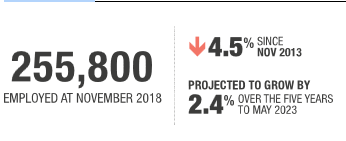 255,800
EMPLOYED AT NOVEMBER 2018
4.5% SINCE
NOV 2013
PROJECTED TO GROW BY
2.4% OVER THE FIVE YEARS
TO MAY 2023